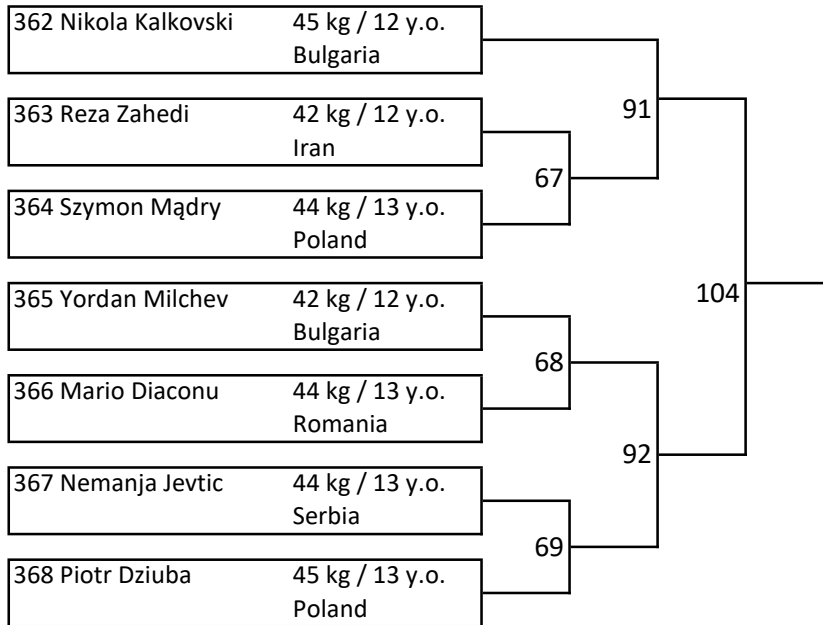 362 Nikola Kalkovski 45 kg / 12 y.o.
Bulgaria
363 Reza Zahedi 42 kg / 12 y.o.
Iran
364 Szymon Mądry 44 kg / 13 y.o.
Poland
365 Yordan Milchev 42 kg / 12 y.o.
Bulgaria
366 Mario Diaconu 44 kg / 13 y.o.
Romania
367 Nemanja Jevtic 44 kg / 13 y.o.
Serbia
368 Piotr Dziuba 45 kg / 13 y.o.
Poland
67
68
69
91
92
104